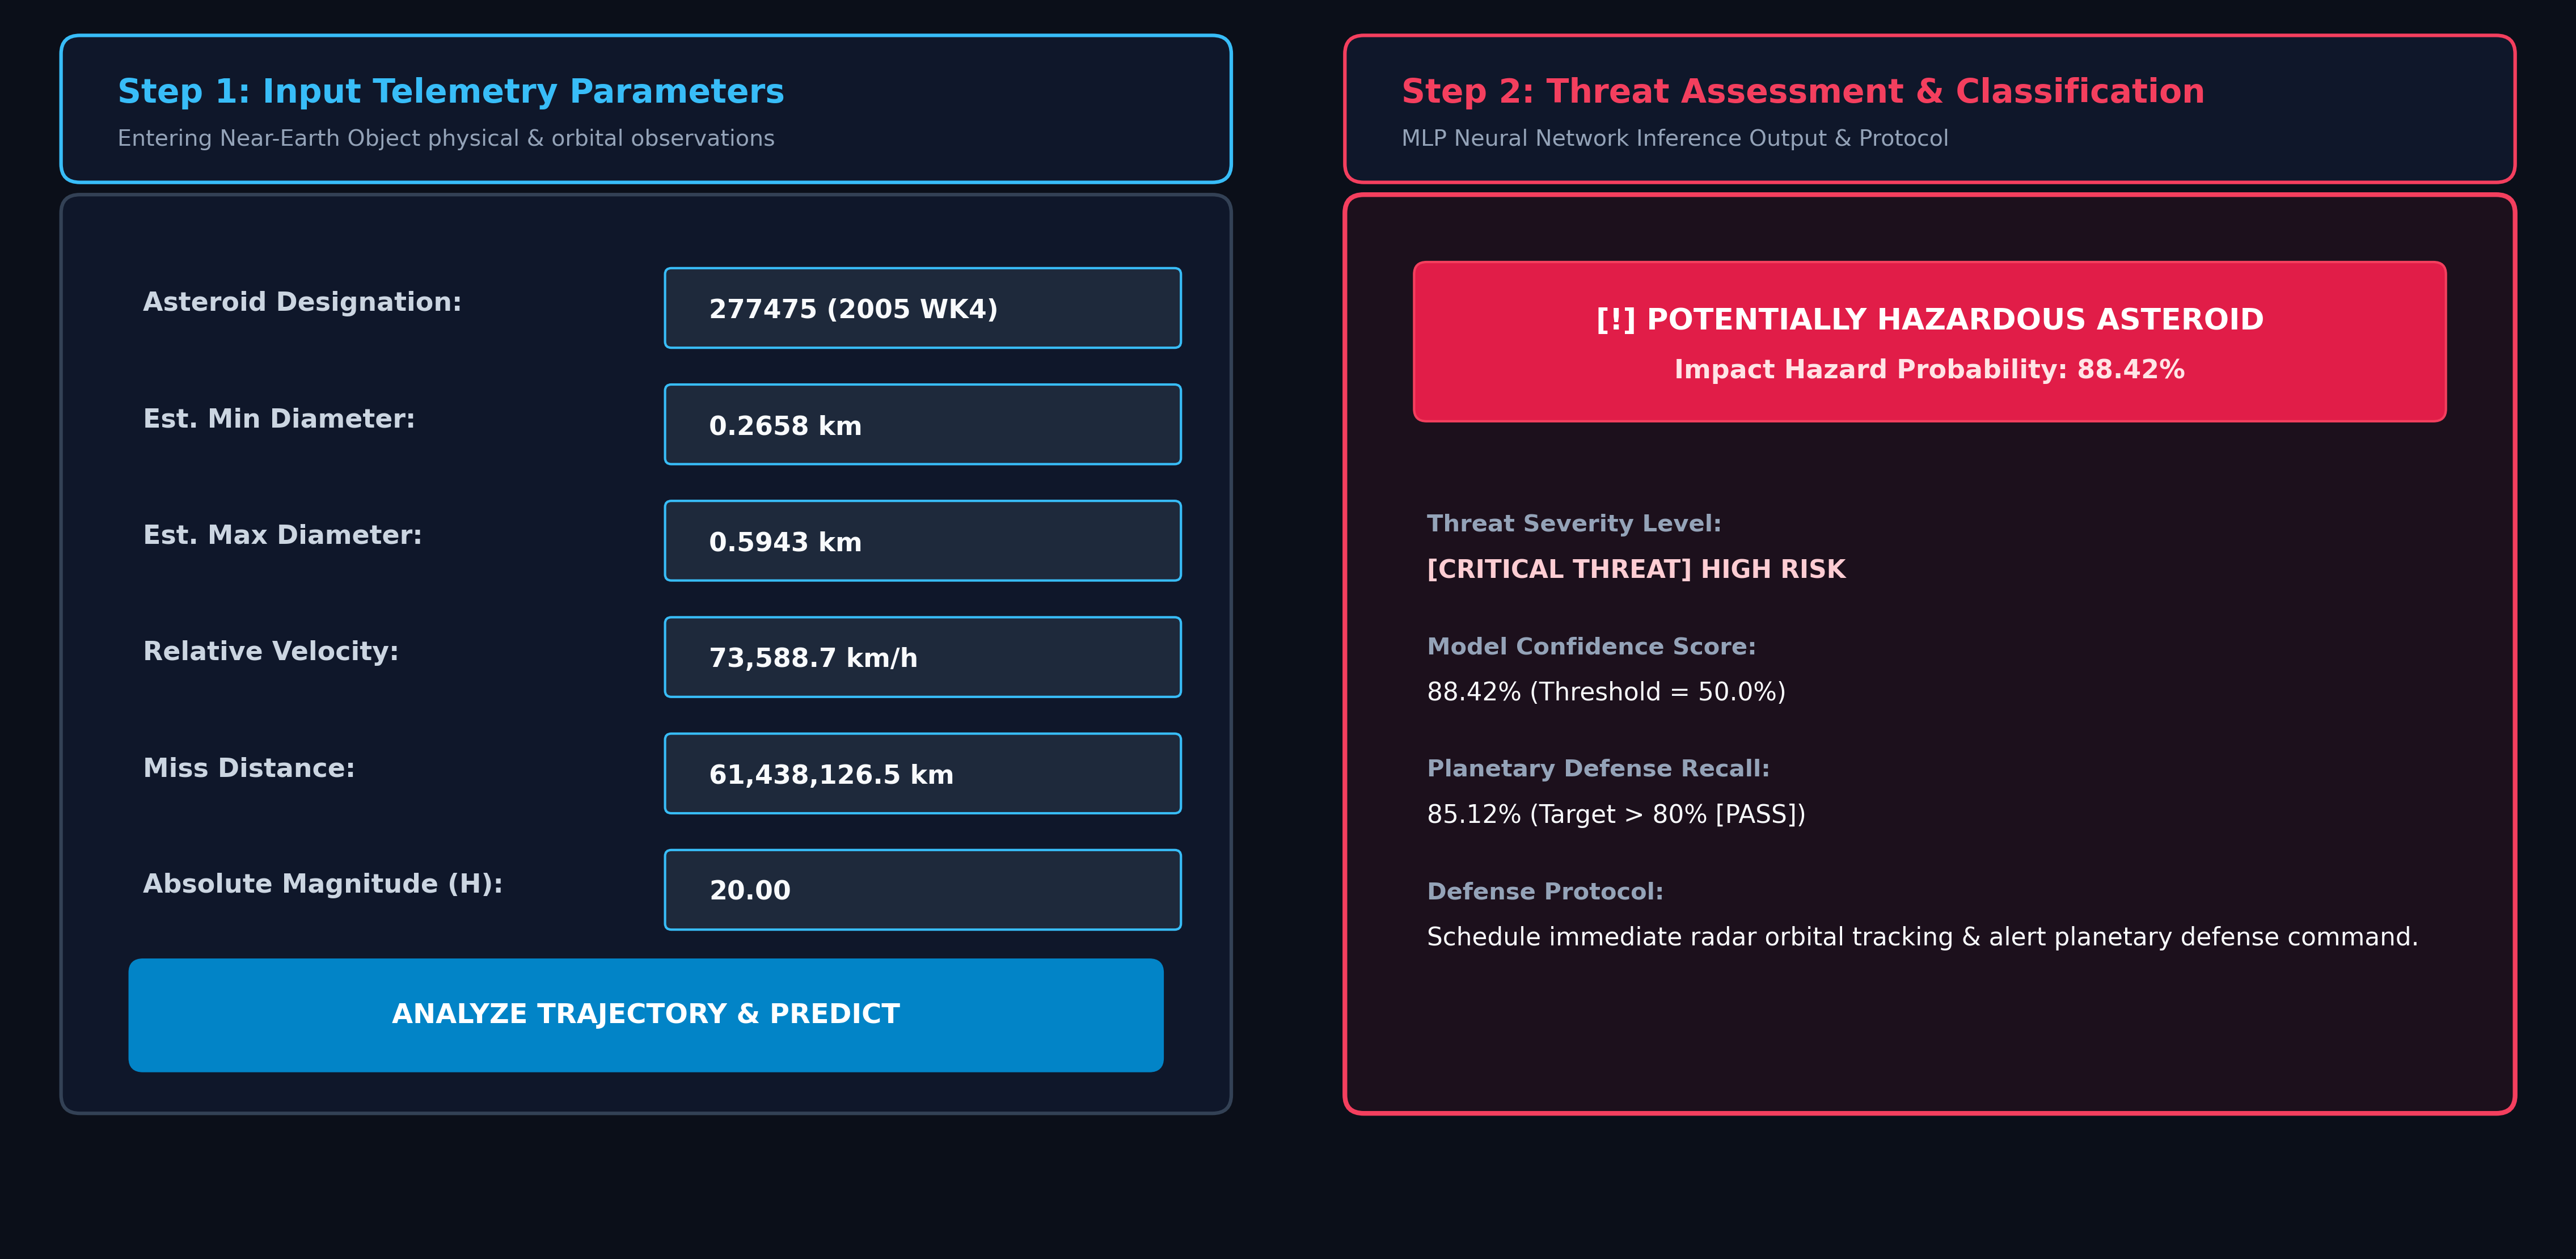 Step 1: Input Telemetry Parameters
Entering Near-Earth Object physical & orbital observations
Asteroid Designation: 277475 (2005 WK4)
Est. Min Diameter: 0.2658 km
Est. Max Diameter: 0.5943 km
Relative Velocity: 73,588.7 km/h
Miss Distance: 61,438,126.5 km
Absolute Magnitude (H): 20.00
ANALYZE TRAJECTORY & PREDICT
Step 2: Threat Assessment & Classification
MLP Neural Network Inference Output & Protocol
[!] POTENTIALLY HAZARDOUS ASTEROID
Impact Hazard Probability: 88.42%
Threat Severity Level:
[CRITICAL THREAT] HIGH RISK
Model Confidence Score:
88.42% (Threshold = 50.0%)
Planetary Defense Recall:
85.12% (Target > 80% [PASS])
Defense Protocol:
Schedule immediate radar orbital tracking & alert planetary defense command.